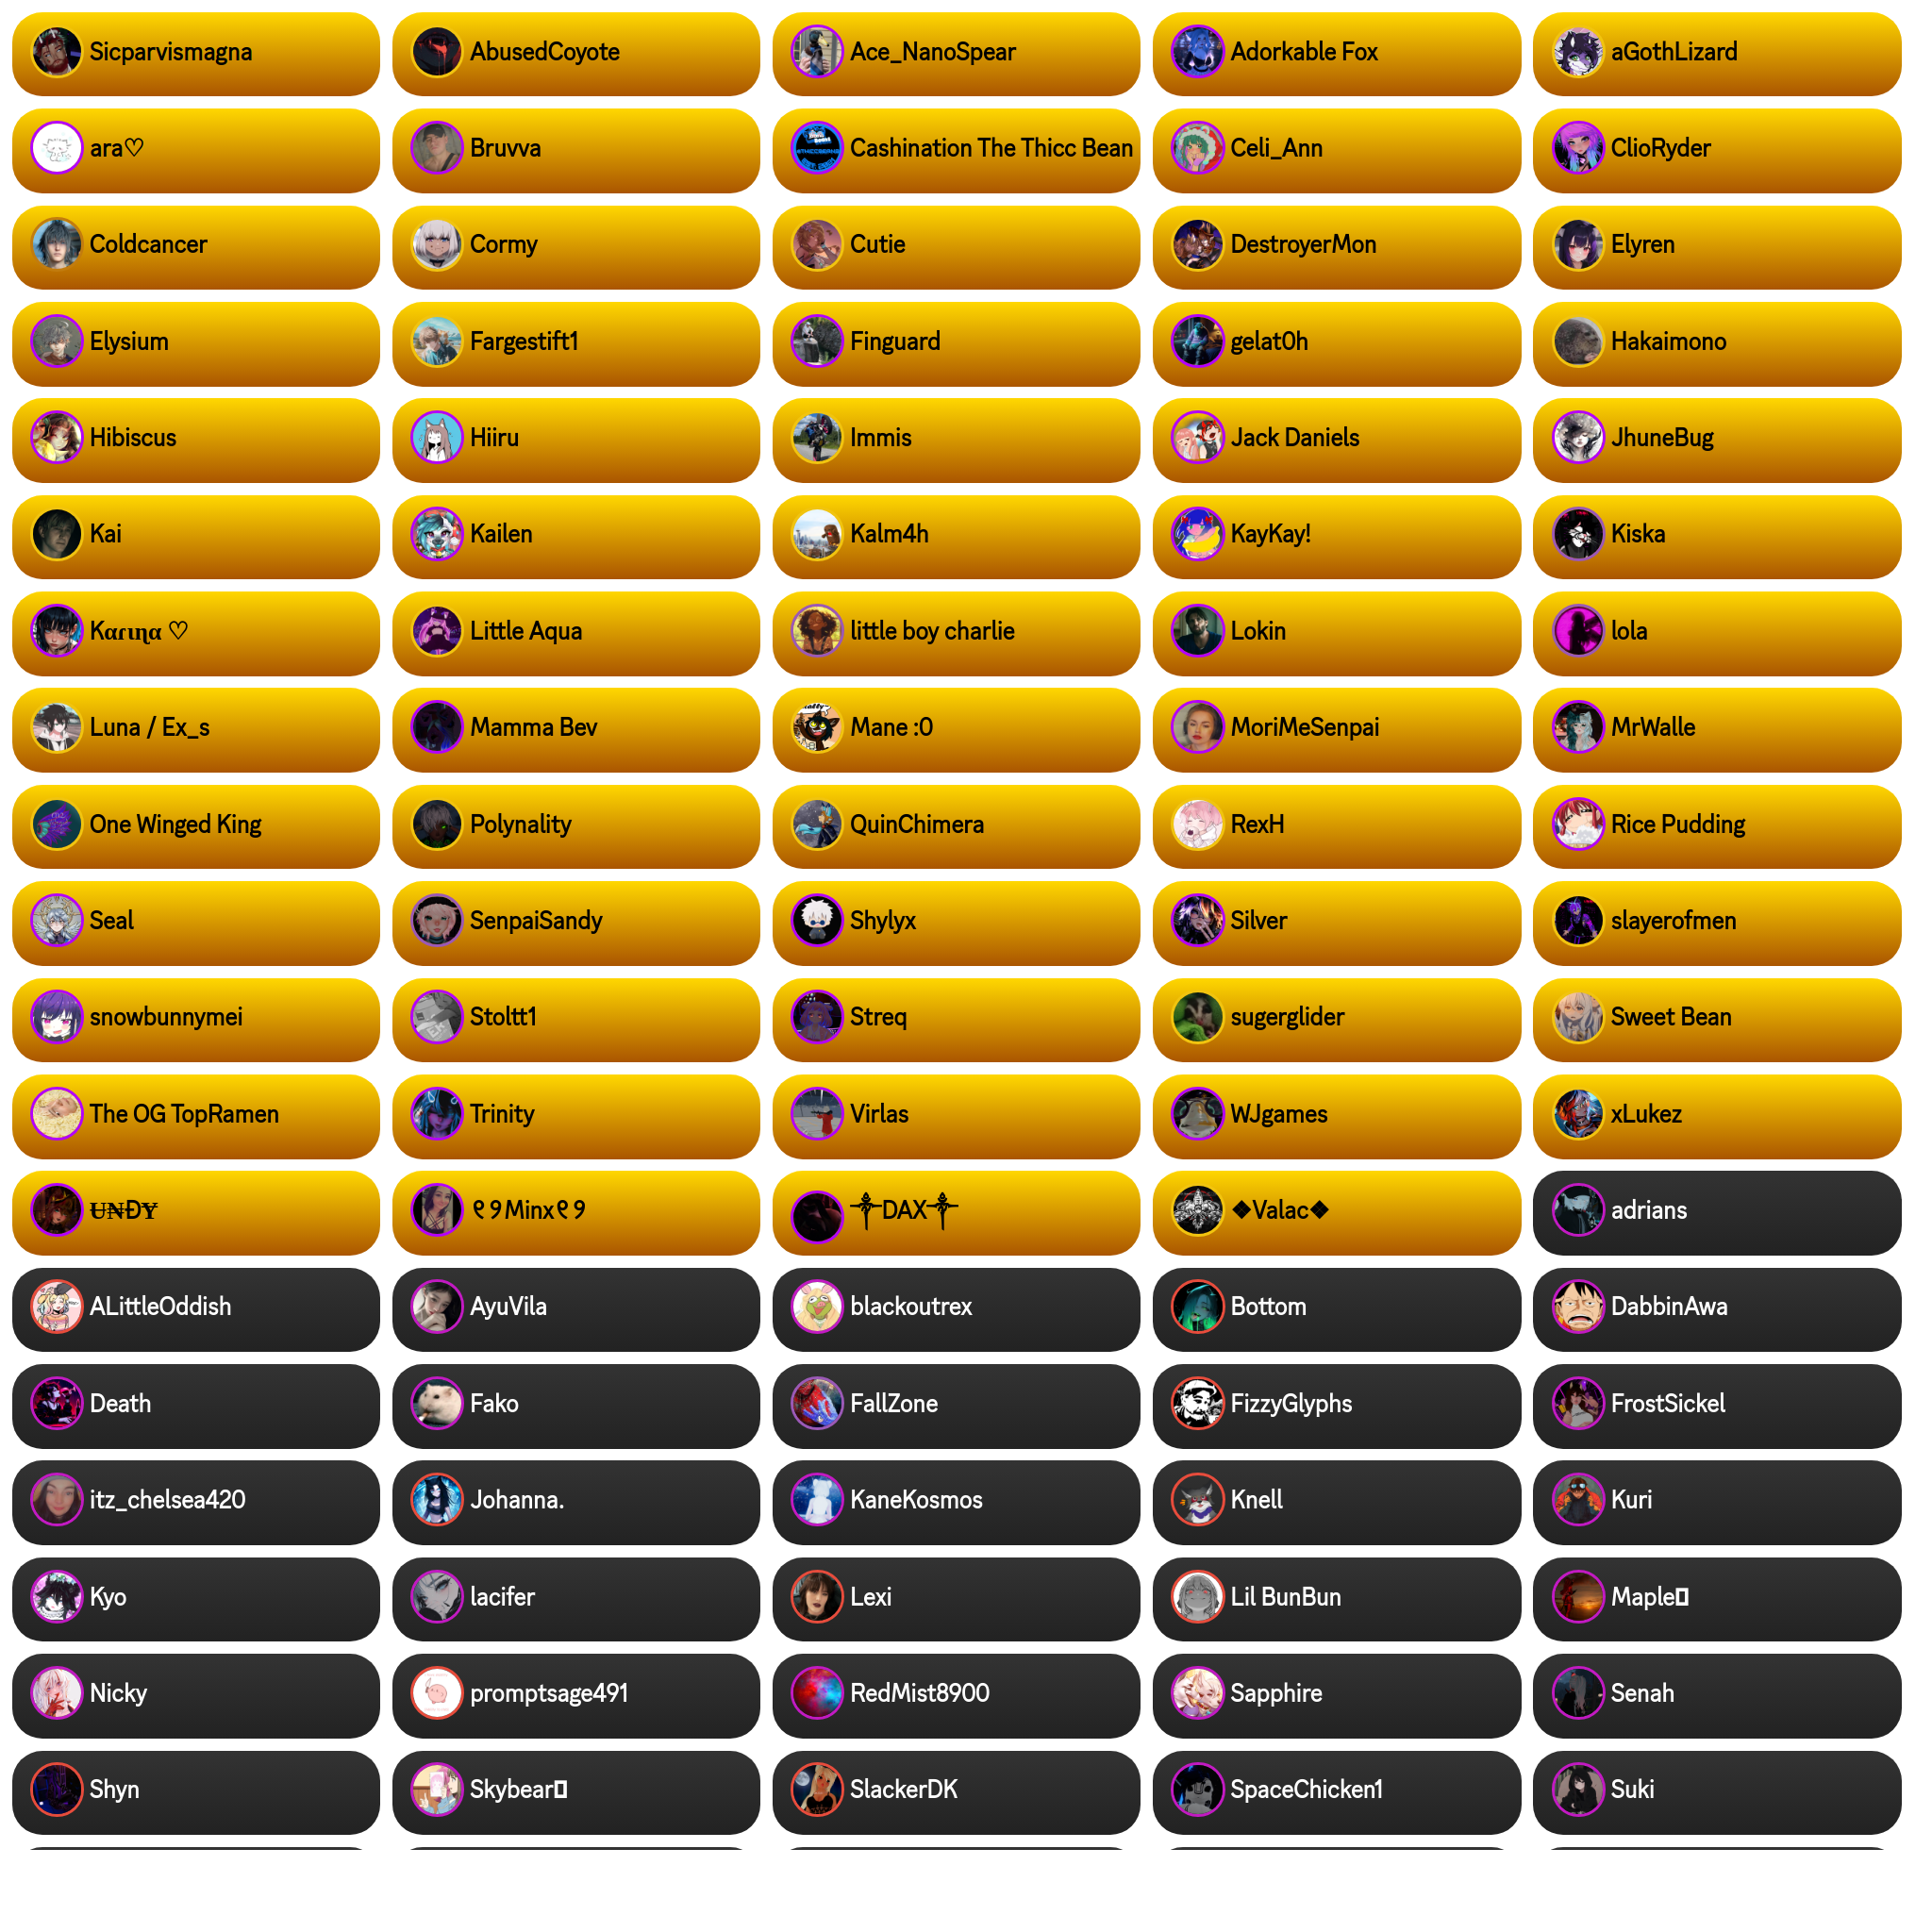 Sicparvismagna AbusedCoyote Ace_NanoSpear Adorkable Fox aGothLizard
ara♡ Bruvva Cashination The Thicc Bean Celi_Ann ClioRyder
Coldcancer Cormy Cutie DestroyerMon Elyren
Elysium Fargestift1 Finguard gelat0h Hakaimono
Hibiscus Hiiru Immis Jack Daniels JhuneBug
Kai Kailen Kalm4h KayKay! Kiska
Kαɾιɳα ♡ Little Aqua little boy charlie Lokin lola
Luna / Ex_s Mamma Bev Mane :0 MoriMeSenpai MrWalle
One Winged King Polynality QuinChimera RexH Rice Pudding
Seal SenpaiSandy Shylyx Silver slayerofmen
snowbunnymei Stoltt1 Streq sugerglider Sweet Bean
The OG TopRamen Trinity Virlas WJgames xLukez
U̶₦ĐɎ ୧୨Minx୧୨ ⸸DAX⸸ ❖Valac❖ adrians
ALittleOddish AyuVila blackoutrex Bottom DabbinAwa
Death Fako FallZone FizzyGlyphs FrostSickel
itz_chelsea420 Johanna. KaneKosmos Knell Kuri
Kyo lacifer Lexi Lil BunBun Maple
Nicky promptsage491 RedMist8900 Sapphire Senah
Shyn Skybear SlackerDK SpaceChicken1 Suki